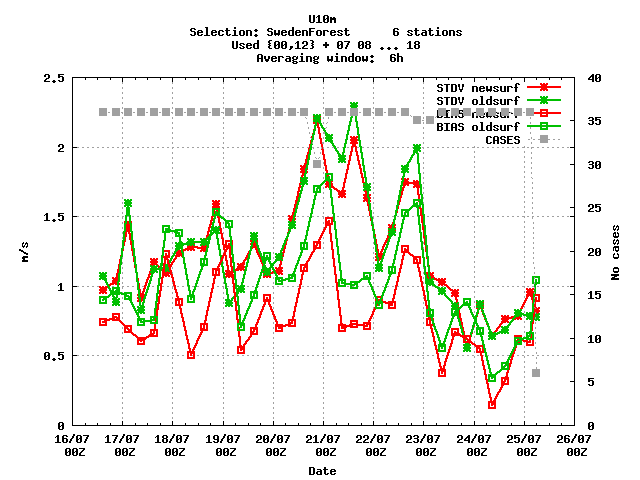 U10m
Selection: SwedenForest 6 stations
Used {00,12} + 07 08 ... 18
Averaging window: 6h
2.5
2
1.5
1
0.5
0
m/s
40
35
30
25
20
15
10
5
0
No cases
STDV newsurf
STDV oldsurf
BIAS newsurf
BIAS oldsurf
CASES
16/07 17/07 18/07 19/07 20/07 21/07 22/07 23/07 24/07 25/07 26/07
00Z 00Z 00Z 00Z 00Z 00Z 00Z 00Z 00Z 00Z 00Z
Date